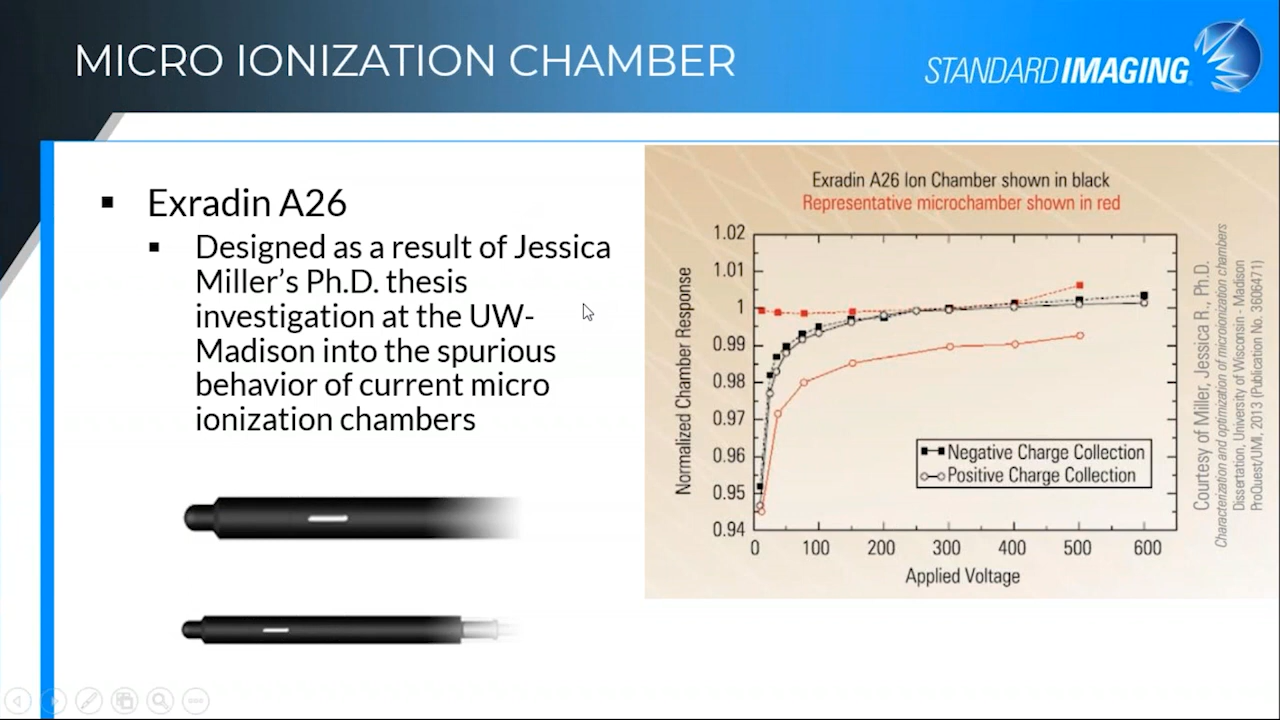 MICRO IONIZATION CHAMBER
STANDARD IMAGING
Exradin A26
Designed as a result of Jessica
Miller's Ph.D. thesis
investigation at the UW-
Madison into the spurious
behavior of current micro
ionization chambers
Exradin A26 Ion Chamber shown in black
Representative microchamber shown in red
Normalized Chamber Response
1.02
1.01
1
0.99
0.98
0.97
0.96
0.95
0.94
Negative Charge Collection
Positive Charge Collection
0 100 200 300 400 500 600
Applied Voltage
Courtesy of Miller, Jessica R., Ph.D.
Characterization and optimization of microionization chambers
Dissertation, University of Wisconsin - Madison
ProQuest/UMI, 2013 (Publication No. 3606471)